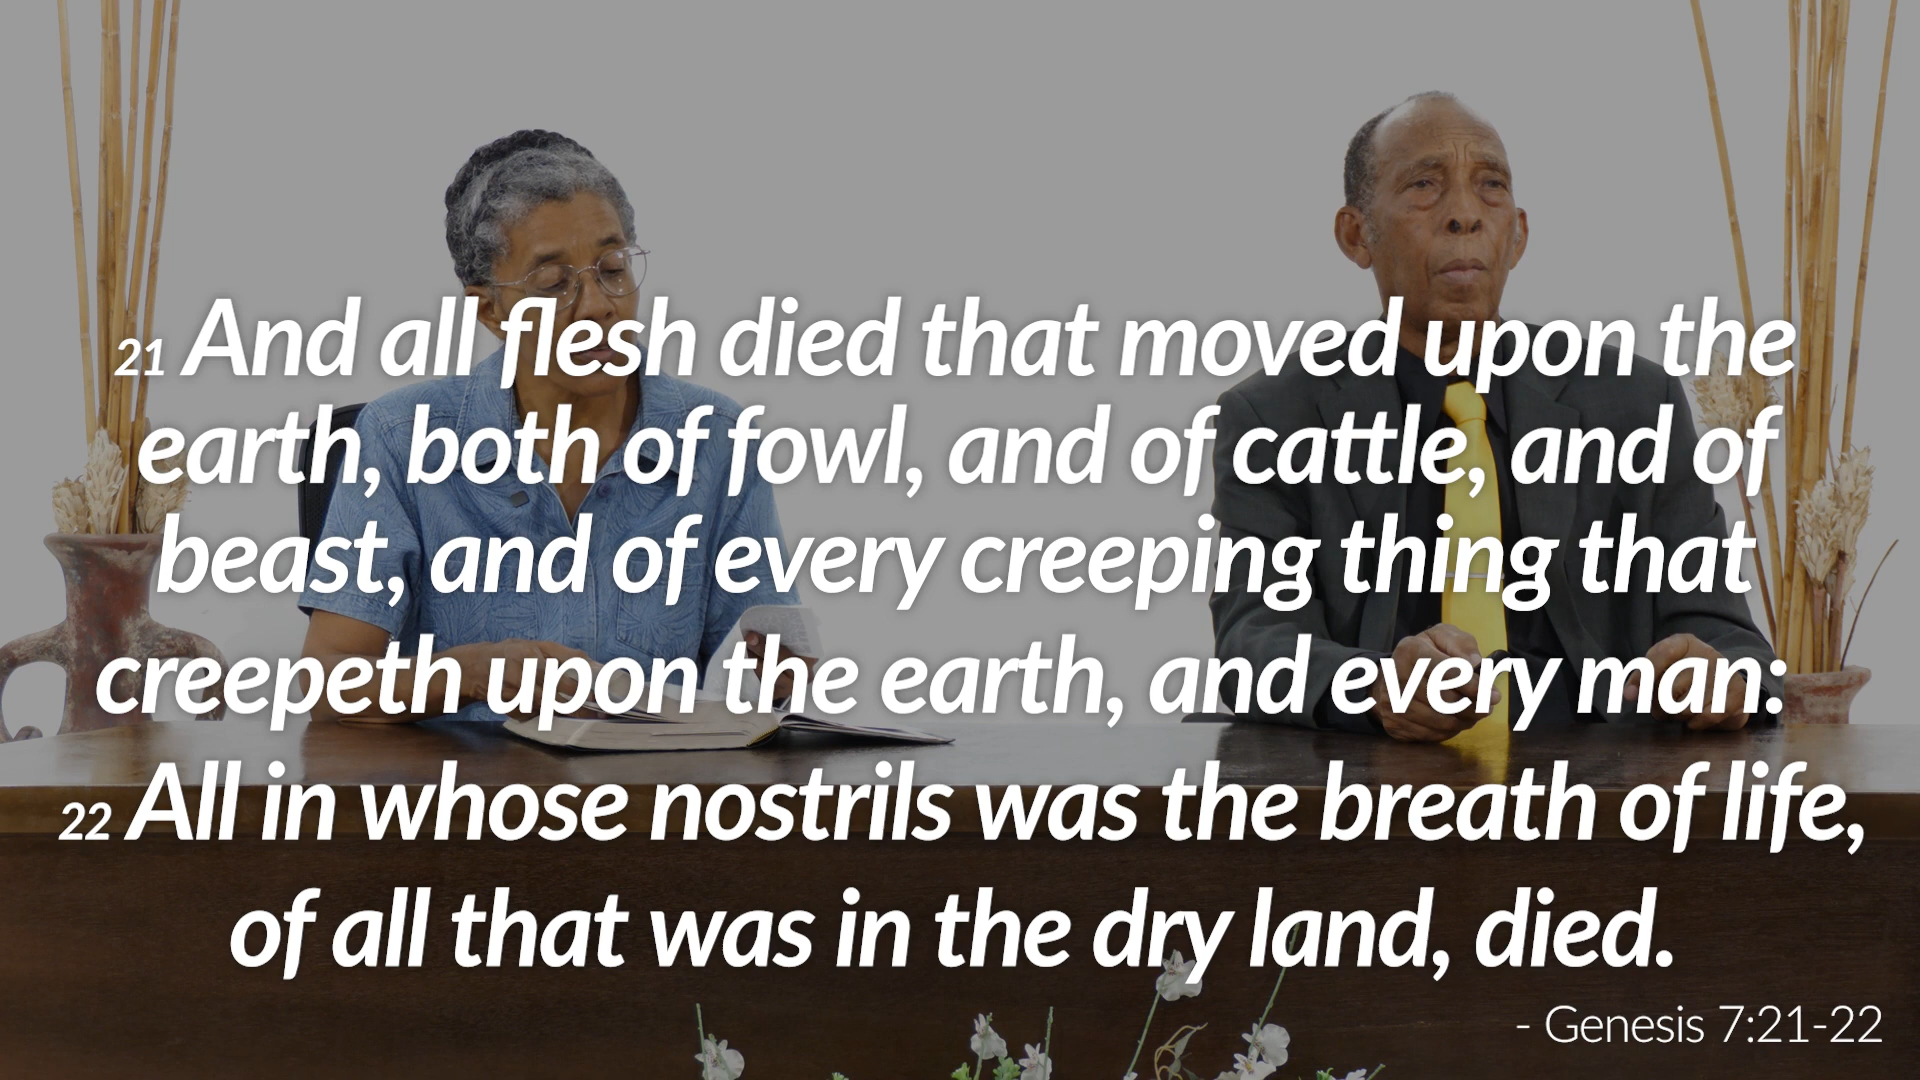 21 And all flesh died that moved upon the
earth, both of fowl, and of cattle, and of
beast, and of every creeping thing that
creepeth upon the earth, and every man:
22 All in whose nostrils was the breath of life,
of all that was in the dry land, died.
- Genesis 7:21-22